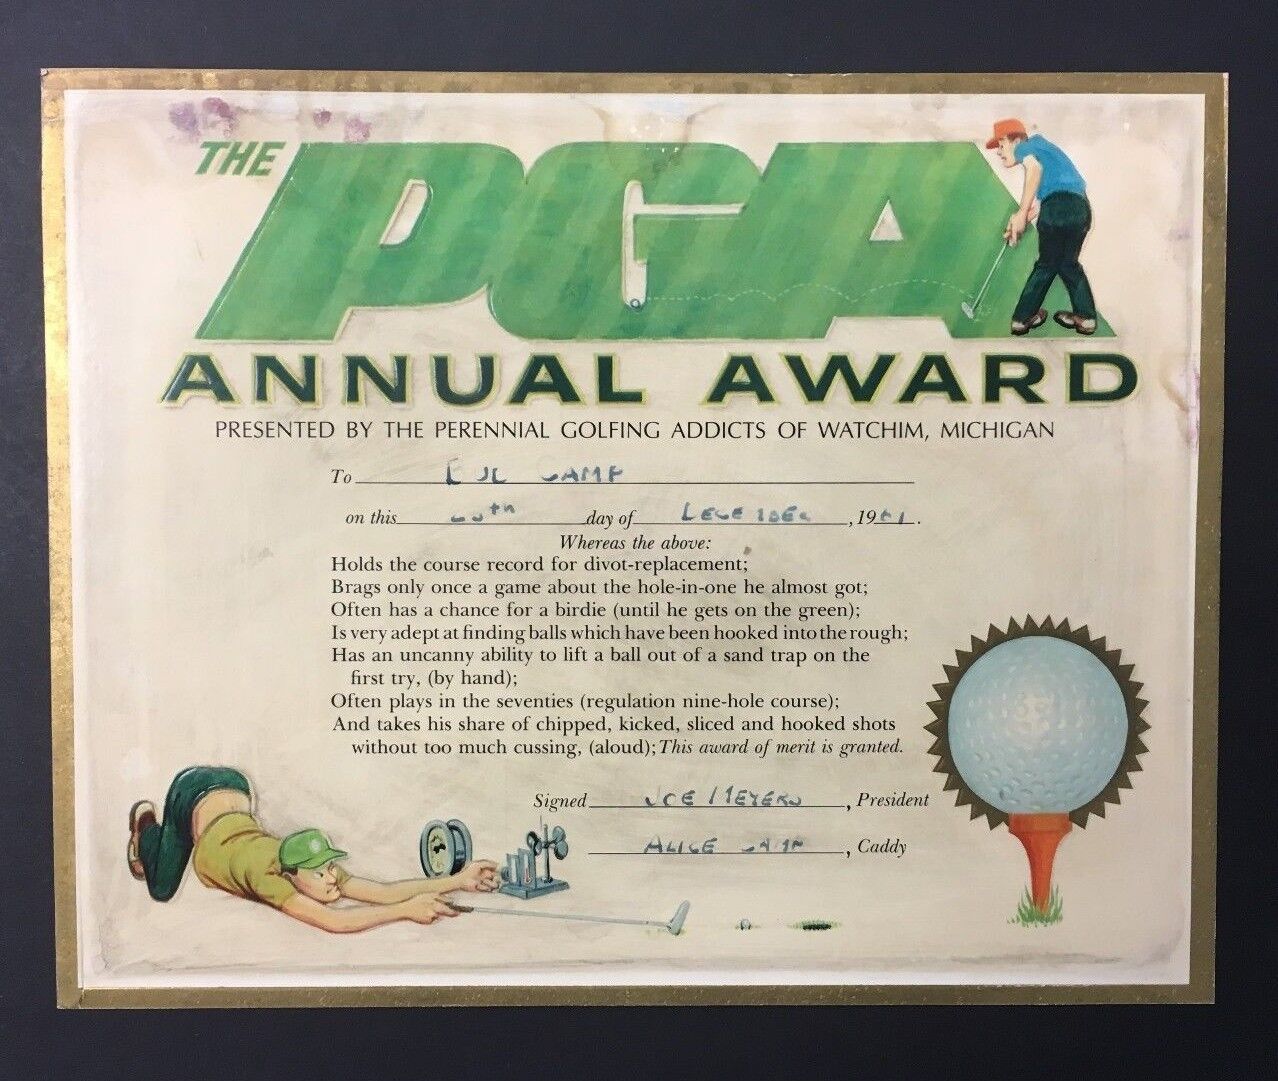 THE PGA
ANNUAL AWARD
PRESENTED BY THE PERENNIAL GOLFING ADDICTS OF WATCHIM, MICHIGAN
To CAMP
on this day of , 19 .
Whereas the above:
Holds the course record for divot-replacement;
Brags only once a game about the hole-in-one he almost got;
Often has a chance for a birdie (until he gets on the green);
Is very adept at finding balls which have been hooked into the rough;
Has an uncanny ability to lift a ball out of a sand trap on the
first try, (by hand);
Often plays in the seventies (regulation nine-hole course);
And takes his share of chipped, kicked, sliced and hooked shots
without too much cussing, (aloud); This award of merit is granted.
Signed JOE MEYERS, President
ALICE CAMP, Caddy